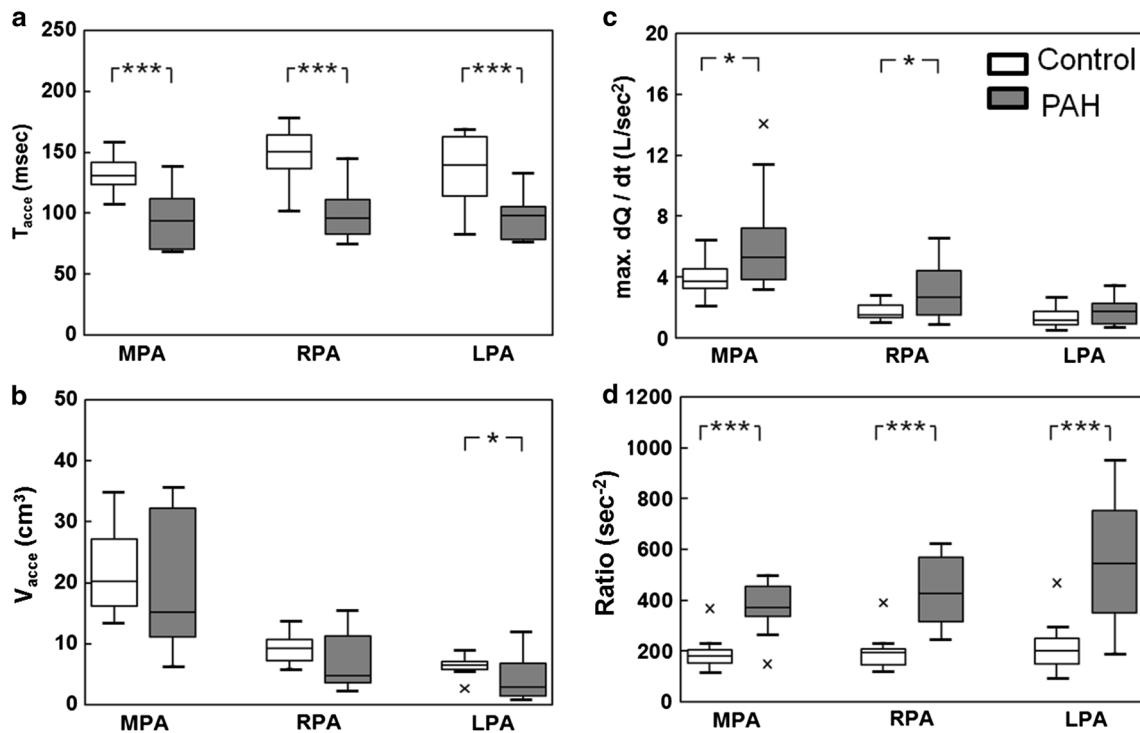 a
250
200
150
100
50
0
T_acce (msec)
***
***
***
MPA RPA LPA
b
50
40
30
20
10
0
V_acce (cm³)
*
×
MPA RPA LPA
c
20
16
12
8
4
0
max. dQ / dt (L/sec²)
*
*
×
Control
PAH
MPA RPA LPA
d
1200
1000
800
600
400
200
0
Ratio (sec⁻²)
***
***
***
×
×
×
×
MPA RPA LPA